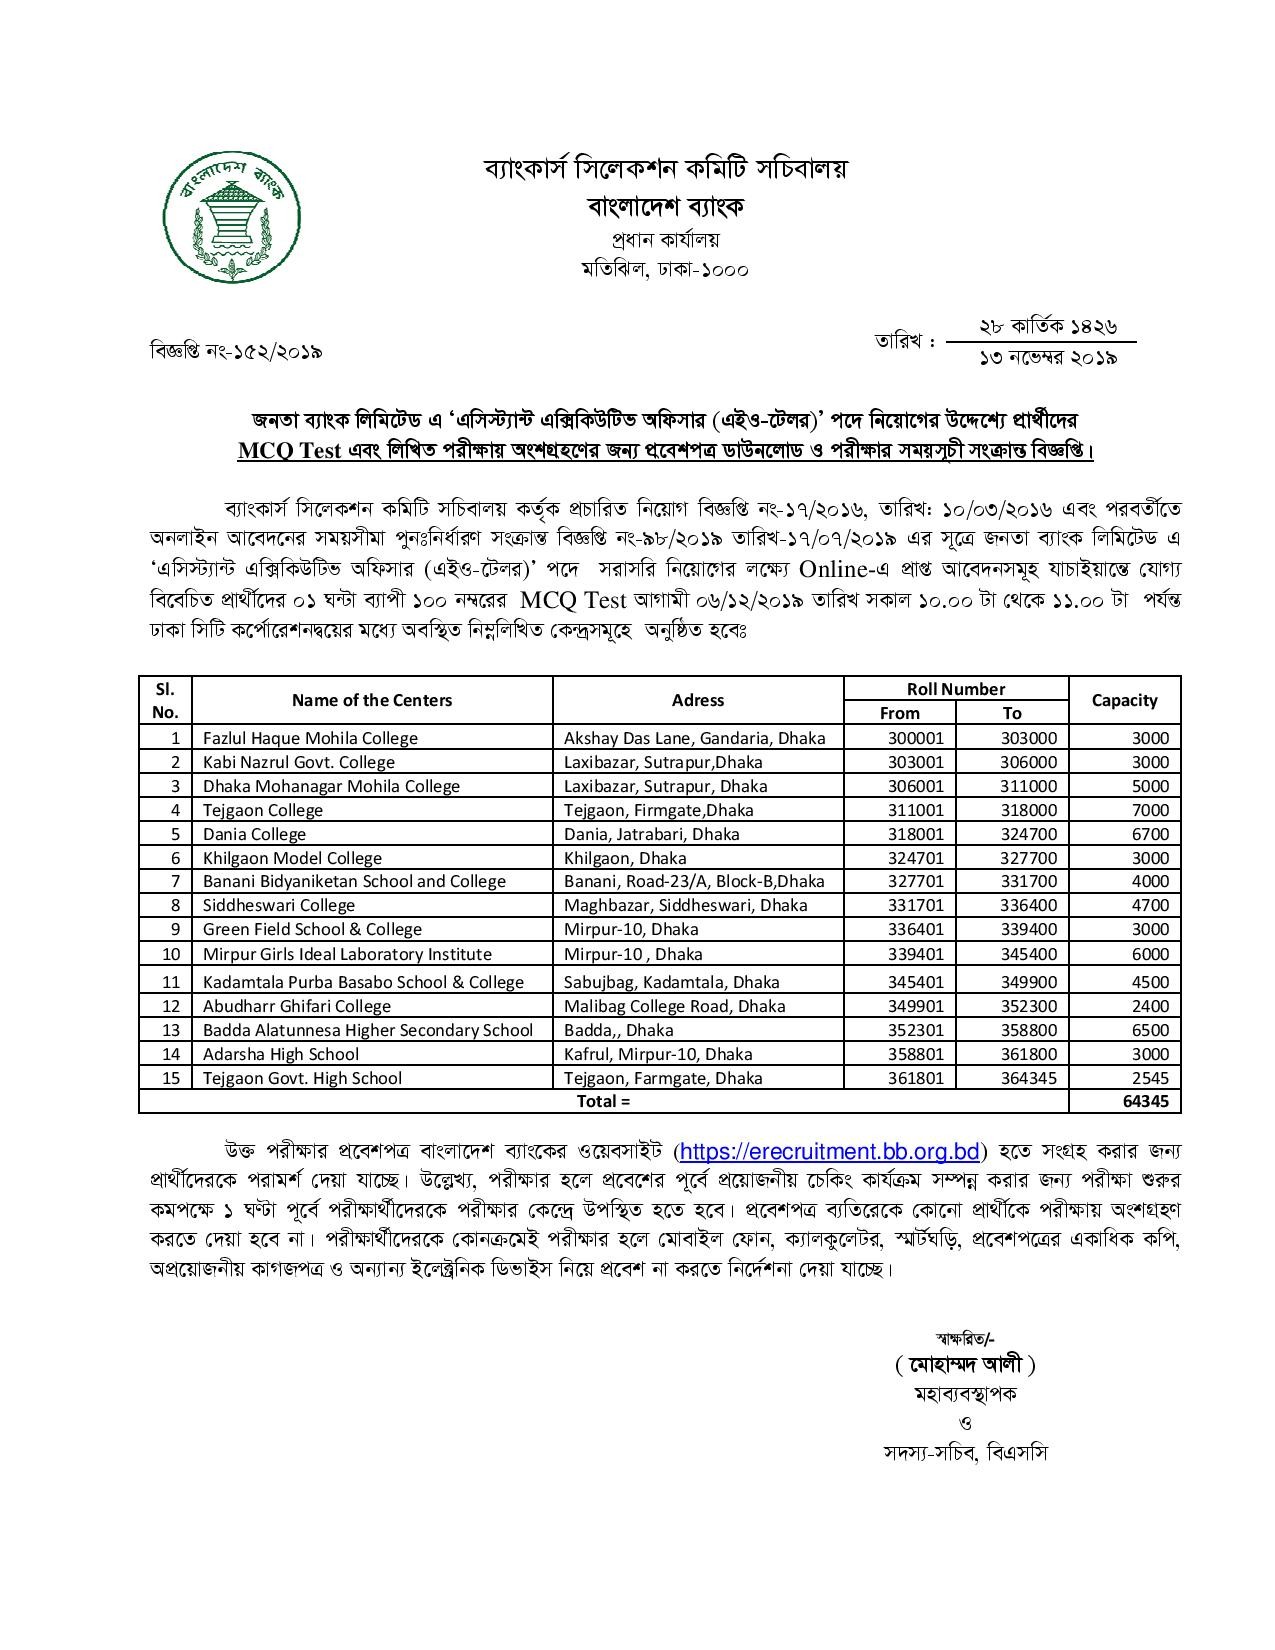 বাংলাদেশ ব্যাংক
ব্যাংকার্স সিলেকশন কমিটি সচিবালয়
বাংলাদেশ ব্যাংক
প্রধান কার্যালয়
মতিঝিল, ঢাকা-১০০০
বিজ্ঞপ্তি নং-১৫২/২০১৯
তারিখ : ২৮ কার্তিক ১৪২৬
১৩ নভেম্বর ২০১৯
জনতা ব্যাংক লিমিটেড এ ‘এসিস্ট্যান্ট এক্সিকিউটিভ অফিসার (এইও-টেলর)’ পদে নিয়োগের উদ্দেশ্যে প্রার্থীদের
MCQ Test এবং লিখিত পরীক্ষায় অংশগ্রহণের জন্য প্রবেশপত্র ডাউনলোড ও পরীক্ষার সময়সূচী সংক্রান্ত বিজ্ঞপ্তি।
ব্যাংকার্স সিলেকশন কমিটি সচিবালয় কর্তৃক প্রচারিত নিয়োগ বিজ্ঞপ্তি নং-১৭/২০১৬, তারিখ: ১০/০৩/২০১৬ এবং পরবর্তীতে
অনলাইন আবেদনের সময়সীমা পুনঃনির্ধারণ সংক্রান্ত বিজ্ঞপ্তি নং-৯৮/২০১৯ তারিখ-১৭/০৭/২০১৯ এর সূত্রে জনতা ব্যাংক লিমিটেড এ
‘এসিস্ট্যান্ট এক্সিকিউটিভ অফিসার (এইও-টেলর)’ পদে সরাসরি নিয়োগের লক্ষ্যে Online-এ প্রাপ্ত আবেদনসমূহ যাচাইয়ান্তে যোগ্য
বিবেচিত প্রার্থীদের ০১ ঘন্টা ব্যাপী ১০০ নম্বরের MCQ Test আগামী ০৬/১২/২০১৯ তারিখ সকাল ১০.০০ টা থেকে ১১.০০ টা পর্যন্ত
ঢাকা সিটি কর্পোরেশনদ্বয়ের মধ্যে অবস্থিত নিম্নলিখিত কেন্দ্রসমূহে অনুষ্ঠিত হবেঃ
Sl. No. Name of the Centers Adress Roll Number From To Capacity
1 Fazlul Haque Mohila College Akshay Das Lane, Gandaria, Dhaka 300001 303000 3000
2 Kabi Nazrul Govt. College Laxibazar, Sutrapur,Dhaka 303001 306000 3000
3 Dhaka Mohanagar Mohila College Laxibazar, Sutrapur, Dhaka 306001 311000 5000
4 Tejgaon College Tejgaon, Firmgate,Dhaka 311001 318000 7000
5 Dania College Dania, Jatrabari, Dhaka 318001 324700 6700
6 Khilgaon Model College Khilgaon, Dhaka 324701 327700 3000
7 Banani Bidyaniketan School and College Banani, Road-23/A, Block-B,Dhaka 327701 331700 4000
8 Siddheswari College Maghbazar, Siddheswari, Dhaka 331701 336400 4700
9 Green Field School & College Mirpur-10, Dhaka 336401 339400 3000
10 Mirpur Girls Ideal Laboratory Institute Mirpur-10 , Dhaka 339401 345400 6000
11 Kadamtala Purba Basabo School & College Sabujbag, Kadamtala, Dhaka 345401 349900 4500
12 Abudharr Ghifari College Malibag College Road, Dhaka 349901 352300 2400
13 Badda Alatunnesa Higher Secondary School Badda,, Dhaka 352301 358800 6500
14 Adarsha High School Kafrul, Mirpur-10, Dhaka 358801 361800 3000
15 Tejgaon Govt. High School Tejgaon, Farmgate, Dhaka 361801 364345 2545
Total = 64345
উক্ত পরীক্ষার প্রবেশপত্র বাংলাদেশ ব্যাংকের ওয়েবসাইট (https://erecruitment.bb.org.bd) হতে সংগ্রহ করার জন্য
প্রার্থীদেরকে পরামর্শ দেয়া যাচ্ছে। উল্লেখ্য, পরীক্ষার হলে প্রবেশের পূর্বে প্রয়োজনীয় চেকিং কার্যক্রম সম্পন্ন করার জন্য পরীক্ষা শুরুর
কমপক্ষে ১ ঘণ্টা পূর্বে পরীক্ষার্থীদেরকে পরীক্ষার কেন্দ্রে উপস্থিত হতে হবে। প্রবেশপত্র ব্যতিরেকে কোনো প্রার্থীকে পরীক্ষায় অংশগ্রহণ
করতে দেয়া হবে না। পরীক্ষার্থীদেরকে কোনক্রমেই পরীক্ষার হলে মোবাইল ফোন, ক্যালকুলেটর, স্মার্টঘড়ি, প্রবেশপত্রের একাধিক কপি,
অপ্রয়োজনীয় কাগজপত্র ও অন্যান্য ইলেক্ট্রনিক ডিভাইস নিয়ে প্রবেশ না করতে নির্দেশনা দেয়া যাচ্ছে।
স্বাক্ষরিত/-
( মোহাম্মদ আলী )
মহাব্যবস্থাপক
ও
সদস্য-সচিব, বিএসসি